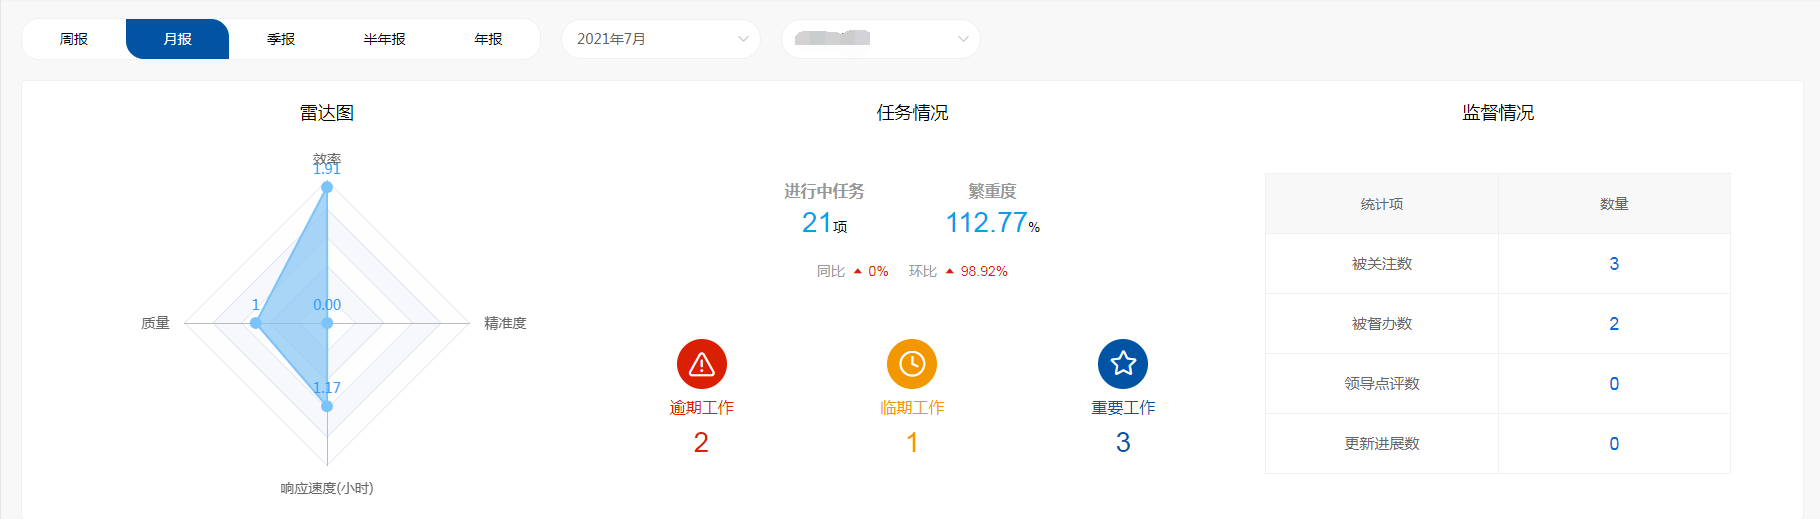 周报 月报 季报 半年报 年报 2021年7月
雷达图
效率
1.91
质量
1
0.00
精准度
1.17
响应速度(小时)
任务情况
进行中任务 繁重度
21项 112.77%
同比 0% 环比 98.92%
逾期工作 临期工作 重要工作
2 1 3
监督情况
统计项 数量
被关注数 3
被督办数 2
领导点评数 0
更新进展数 0